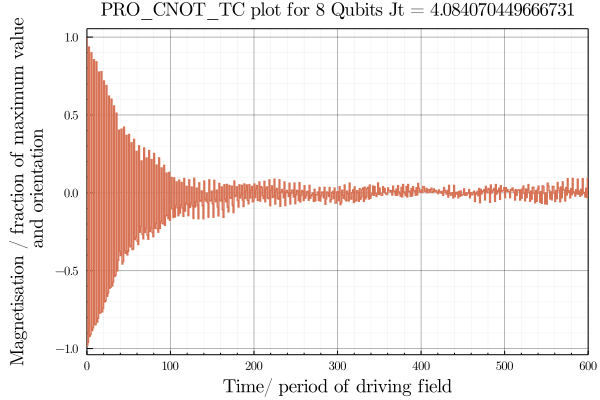 PRO_CNOT_TC plot for 8 Qubits Jt = 4.084070449666731
Magnetisation / fraction of maximum value
and orientation
1.0
0.5
0.0
−0.5
−1.0
0 100 200 300 400 500 600
Time/ period of driving field